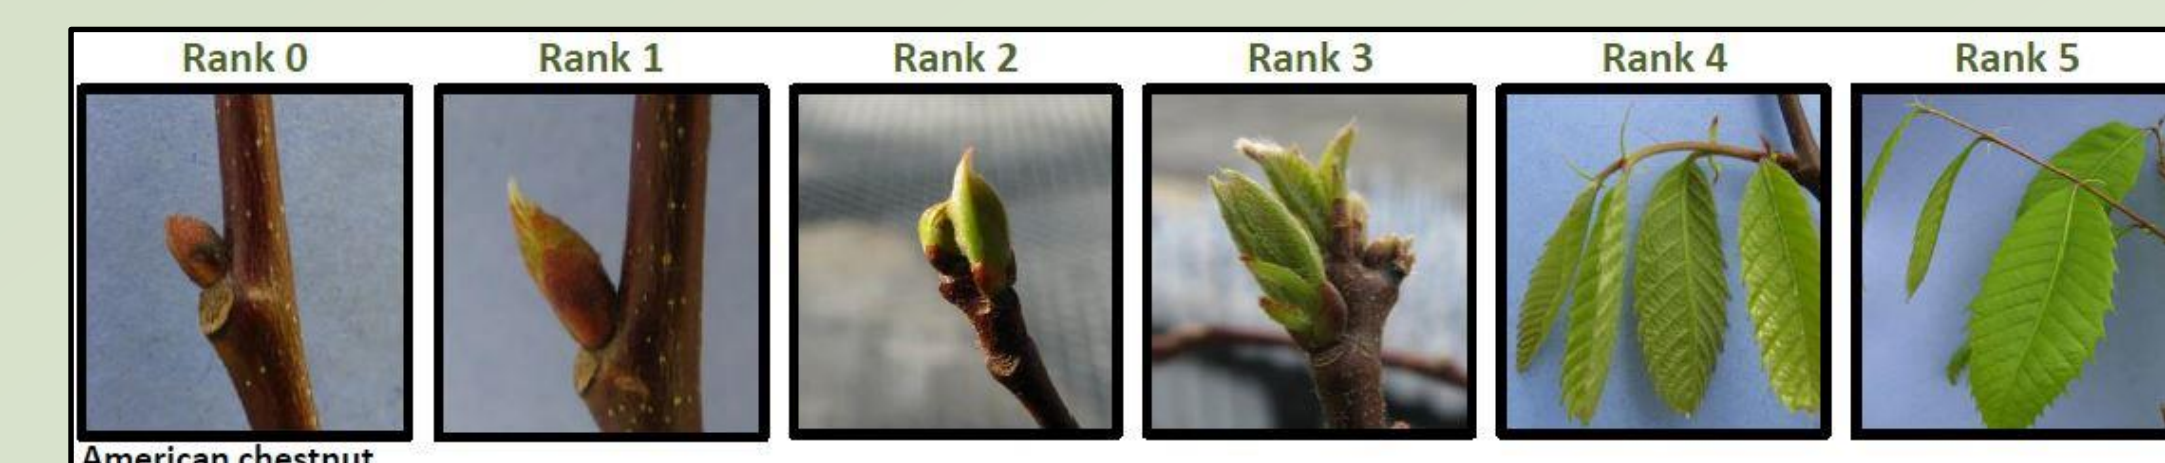 Rank 0 Rank 1 Rank 2 Rank 3 Rank 4 Rank 5
American chestnut